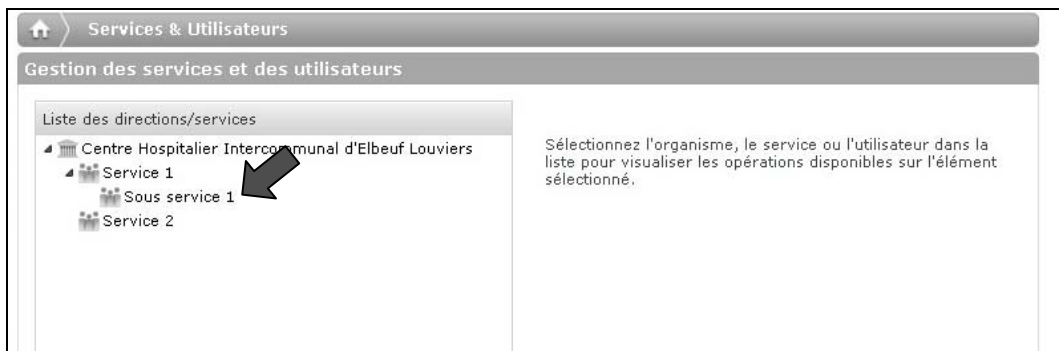 Services & Utilisateurs
Gestion des services et des utilisateurs
Liste des directions/services
Centre Hospitalier Intercommunal d'Elbeuf Louviers
Service 1
Sous service 1
Service 2
Sélectionnez l'organisme, le service ou l'utilisateur dans la
liste pour visualiser les opérations disponibles sur l'élément
sélectionné.